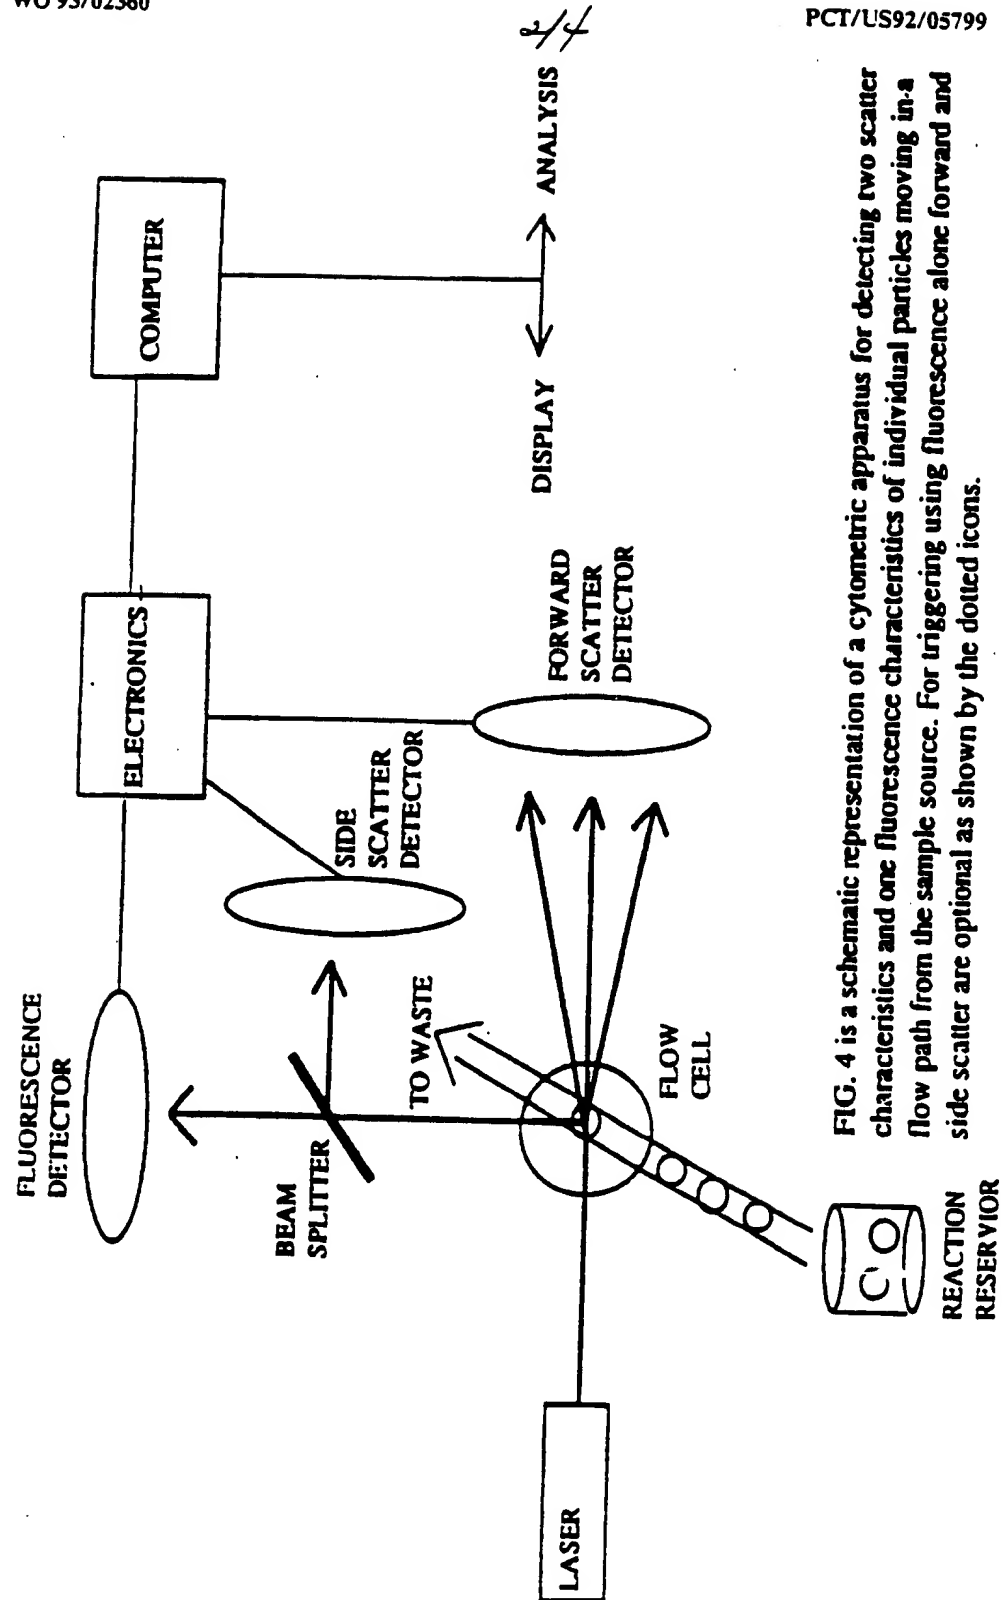 WO 93/02360
PCT/US92/05799
2/4
FLUORESCENCE
DETECTOR
ELECTRONICS
COMPUTER
BEAM
SPLITTER
SIDE
SCATTER
DETECTOR
TO WASTE
FORWARD
SCATTER
DETECTOR
DISPLAY
ANALYSIS
LASER
FLOW
CELL
REACTION
RESERVIOR
FIG. 4 is a schematic representation of a cytometric apparatus for detecting two scatter
characteristics and one fluorescence characteristics of individual particles moving in a
flow path from the sample source. For triggering using fluorescence alone forward and
side scatter are optional as shown by the dotted icons.